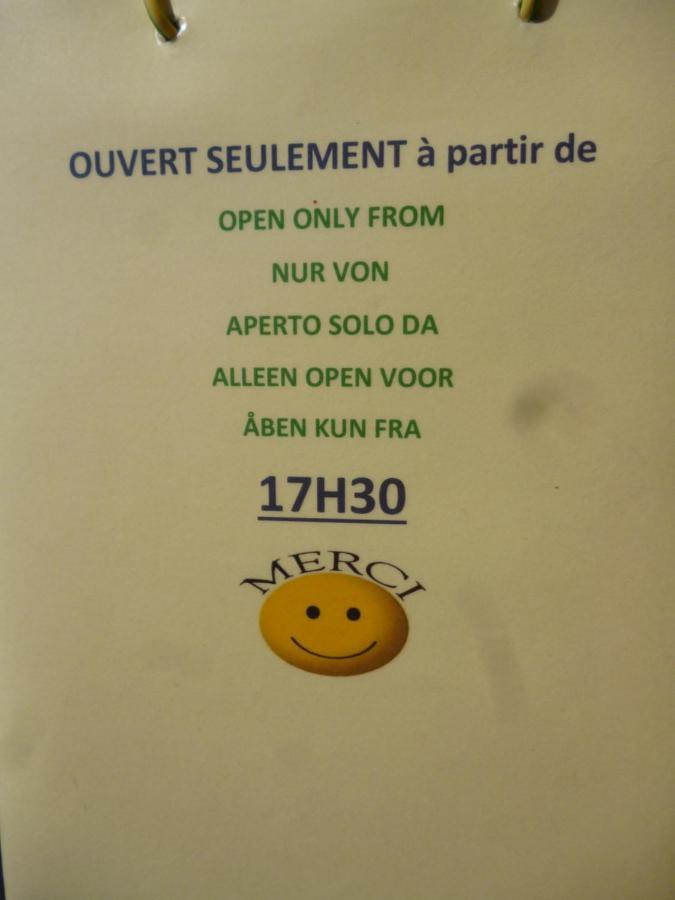 OUVERT SEULEMENT à partir de
OPEN ONLY FROM
NUR VON
APERTO SOLO DA
ALLEEN OPEN VOOR
ÅBEN KUN FRA
17H30
MERCI